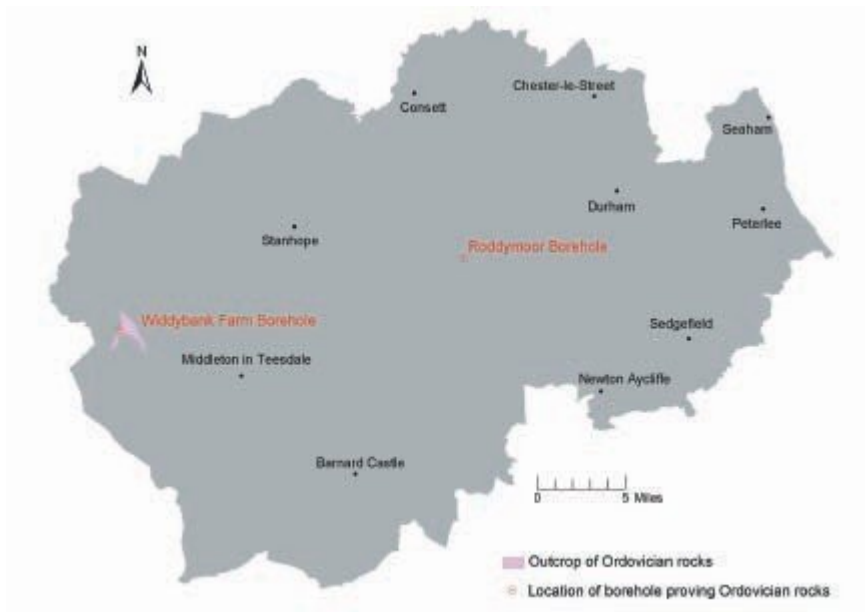 N
Consett
Chester-le-Street
Seaham
Durham
Peterlee
Stanhope
Roddymoor Borehole
Widdybank Farm Borehole
Sedgefield
Middleton in Teesdale
Newton Aycliffe
Barnard Castle
0 5 Miles
Outcrop of Ordovician rocks
Location of borehole proving Ordovician rocks